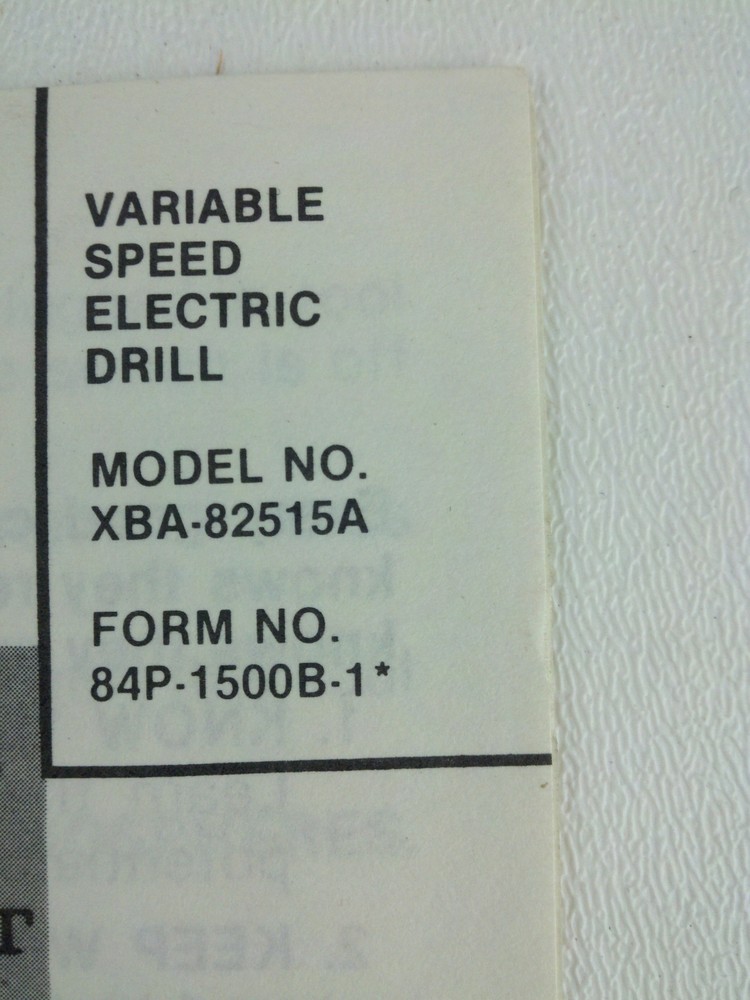 VARIABLE
SPEED
ELECTRIC
DRILL
MODEL NO.
XBA-82515A
FORM NO.
84P-1500B-1*